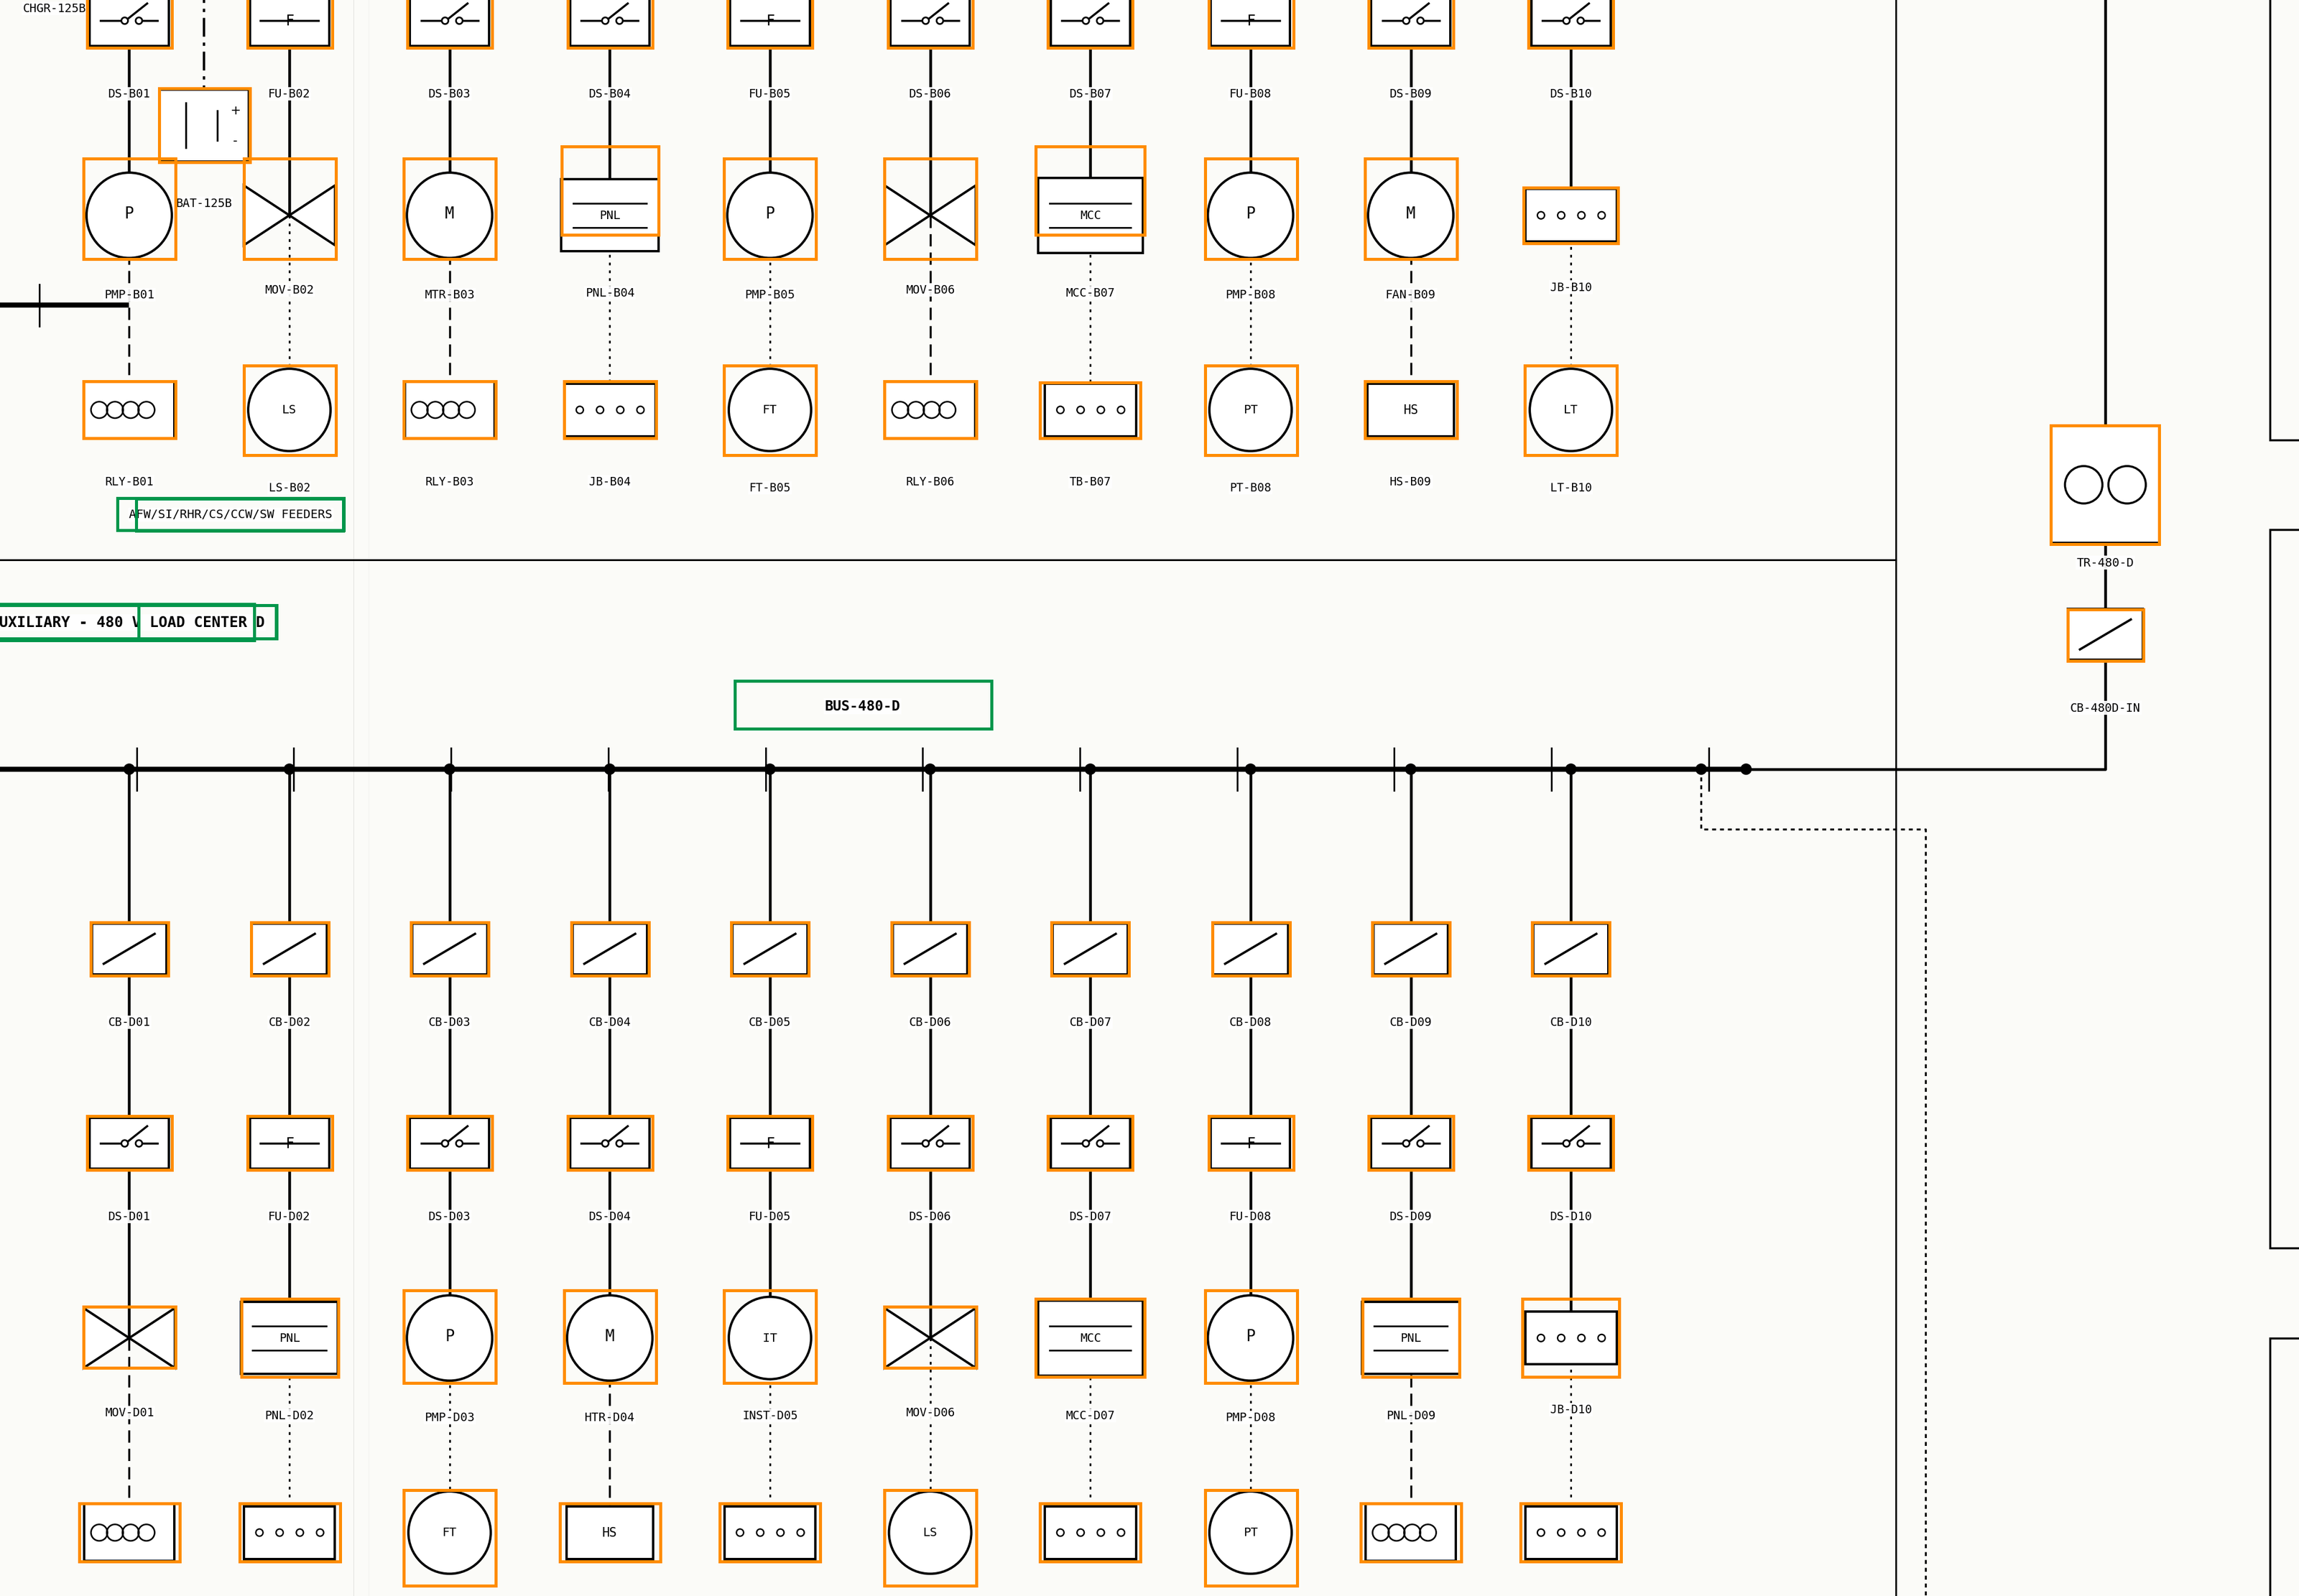 CHGR-125B
F F F
DS-B01 FU-B02 DS-B03 DS-B04 FU-B05 DS-B06 DS-B07 FU-B08 DS-B09 DS-B10
+
-
BAT-125B
P M PNL P MCC P M
PMP-B01 MOV-B02 MTR-B03 PNL-B04 PMP-B05 MOV-B06 MCC-B07 PMP-B08 FAN-B09 JB-B10
LS FT PT HS LT
RLY-B01 LS-B02 RLY-B03 JB-B04 FT-B05 RLY-B06 TB-B07 PT-B08 HS-B09 LT-B10
AFW/SI/RHR/CS/CCW/SW FEEDERS
TR-480-D
UXILIARY - 480 V LOAD CENTER D
BUS-480-D
CB-480D-IN
CB-D01 CB-D02 CB-D03 CB-D04 CB-D05 CB-D06 CB-D07 CB-D08 CB-D09 CB-D10
F F F
DS-D01 FU-D02 DS-D03 DS-D04 FU-D05 DS-D06 DS-D07 FU-D08 DS-D09 DS-D10
PNL P M IT MCC P PNL
MOV-D01 PNL-D02 PMP-D03 HTR-D04 INST-D05 MOV-D06 MCC-D07 PMP-D08 PNL-D09 JB-D10
FT HS LS PT